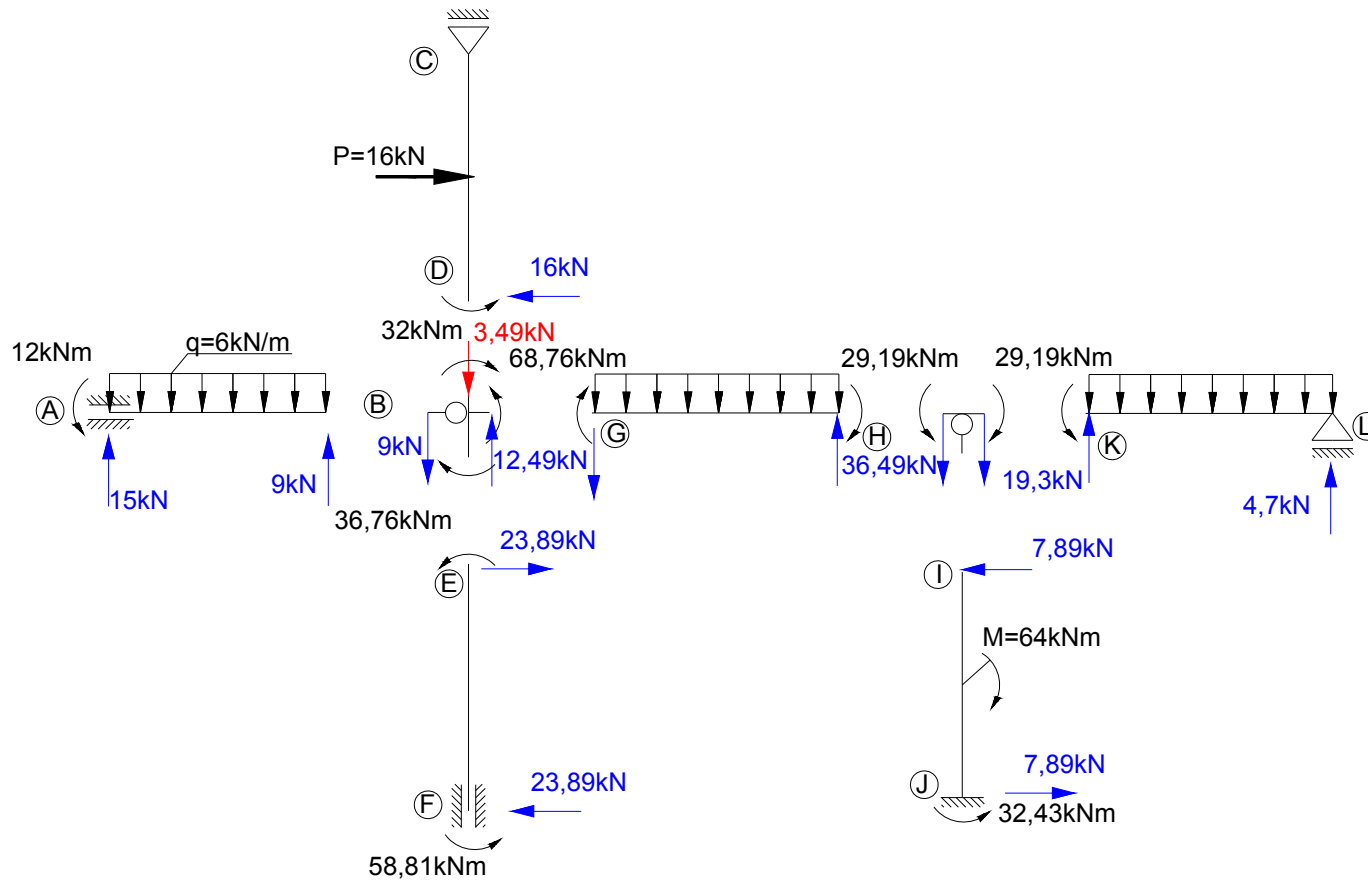 C
P=16kN
D
16kN
32kNm
3,49kN
12kNm
q=6kN/m
68,76kNm
29,19kNm
29,19kNm
A
B
G
H
K
L
9kN
12,49kN
36,49kN
19,3kN
15kN
9kN
4,7kN
36,76kNm
23,89kN
7,89kN
E
I
M=64kNm
F
23,89kN
J
7,89kN
32,43kNm
58,81kNm